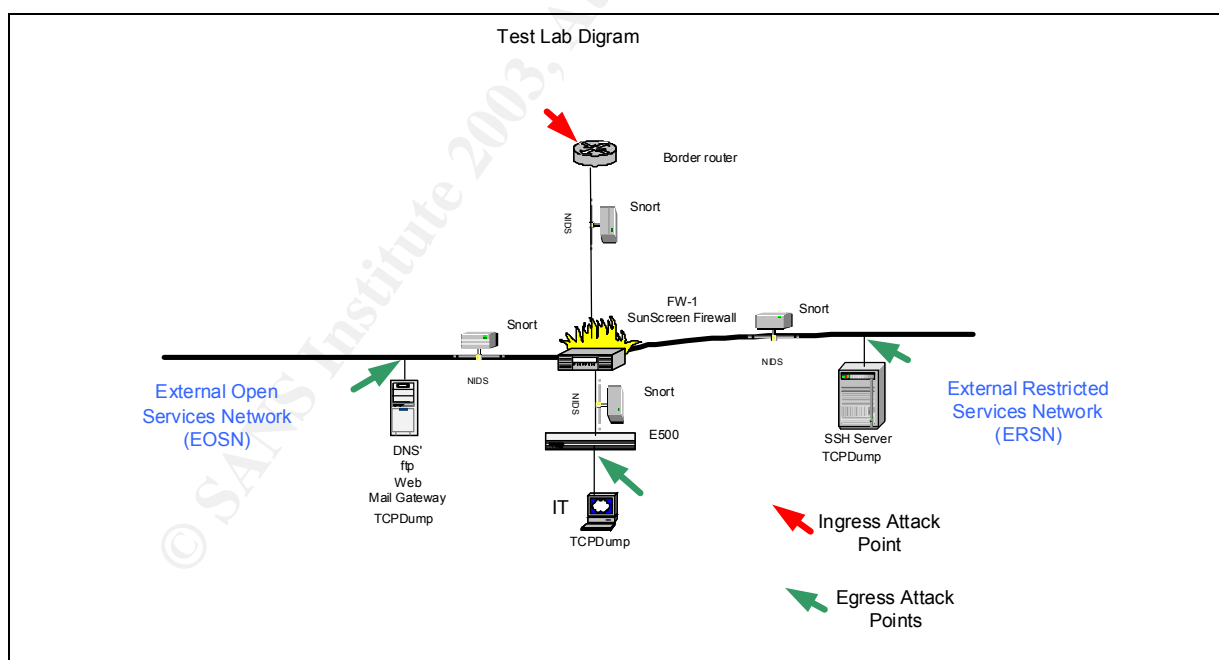 Test Lab Digram
Border router
Snort
NIDS
FW-1
SunScreen Firewall
Snort
NIDS
Snort
NIDS
External Open
Services Network
(EOSN)
DNS'
ftp
Web
Mail Gateway
TCPDump
Snort
NIDS
E500
IT
TCPDump
SSH Server
TCPDump
External Restricted
Services Network
(ERSN)
Ingress Attack
Point
Egress Attack
Points
© SANS Institute 2003,